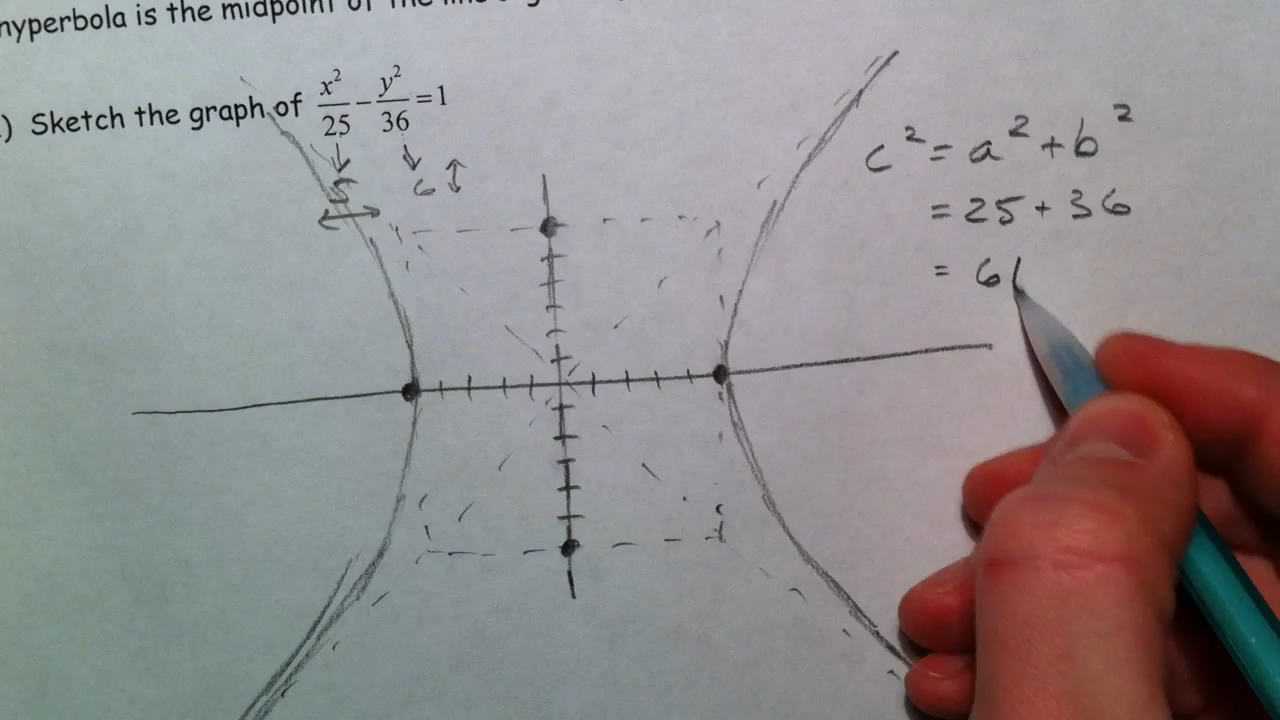 hyperbola is the midpoint of the
) Sketch the graph of x²/25 − y²/36 = 1
5 6
c² = a² + b²
= 25 + 36
= 61